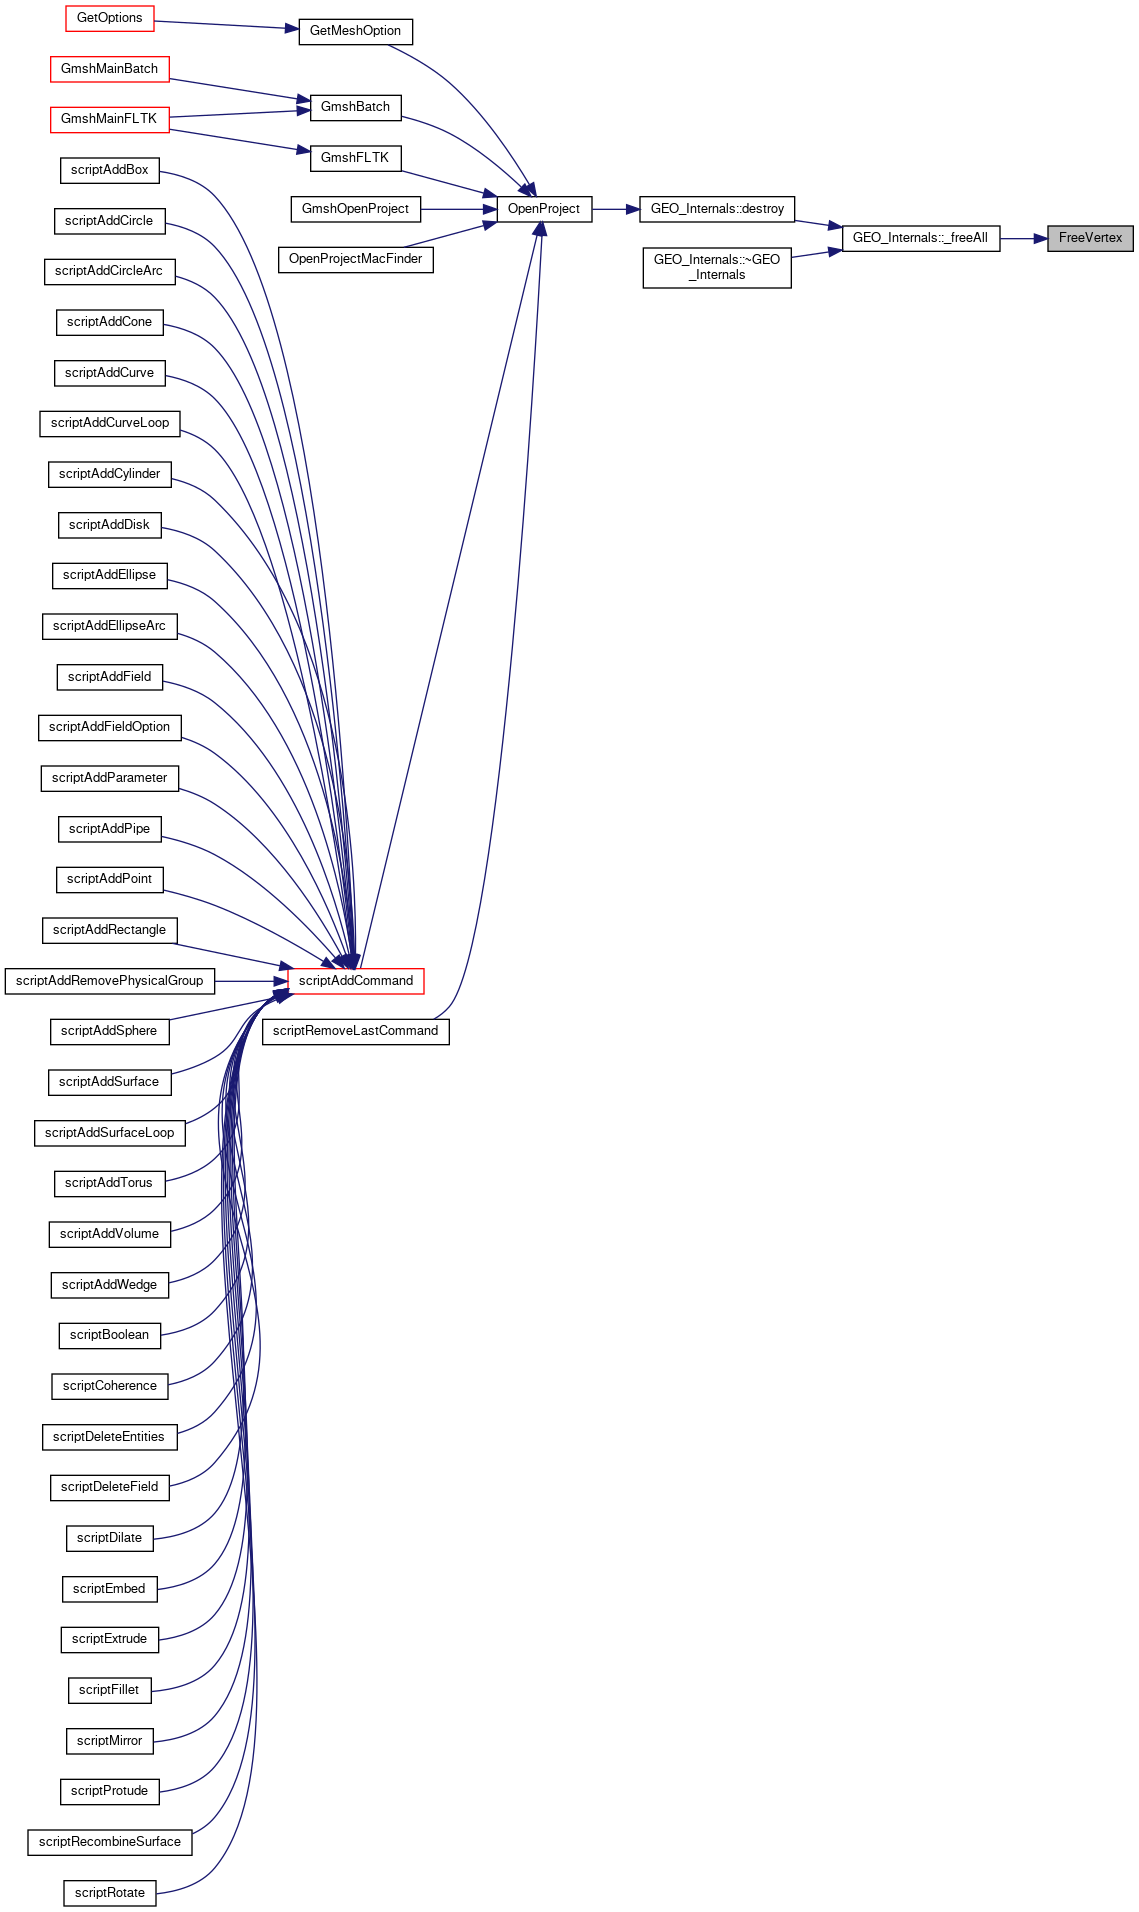 GetOptions
GetMeshOption
GmshMainBatch
GmshBatch
GmshMainFLTK
GmshFLTK
scriptAddBox
GmshOpenProject
OpenProject
GEO_Internals::destroy
scriptAddCircle
GEO_Internals::_freeAll
FreeVertex
OpenProjectMacFinder
GEO_Internals::~GEO
_Internals
scriptAddCircleArc
scriptAddCone
scriptAddCurve
scriptAddCurveLoop
scriptAddCylinder
scriptAddDisk
scriptAddEllipse
scriptAddEllipseArc
scriptAddField
scriptAddFieldOption
scriptAddParameter
scriptAddPipe
scriptAddPoint
scriptAddRectangle
scriptAddRemovePhysicalGroup
scriptAddCommand
scriptAddSphere
scriptRemoveLastCommand
scriptAddSurface
scriptAddSurfaceLoop
scriptAddTorus
scriptAddVolume
scriptAddWedge
scriptBoolean
scriptCoherence
scriptDeleteEntities
scriptDeleteField
scriptDilate
scriptEmbed
scriptExtrude
scriptFillet
scriptMirror
scriptProtude
scriptRecombineSurface
scriptRotate